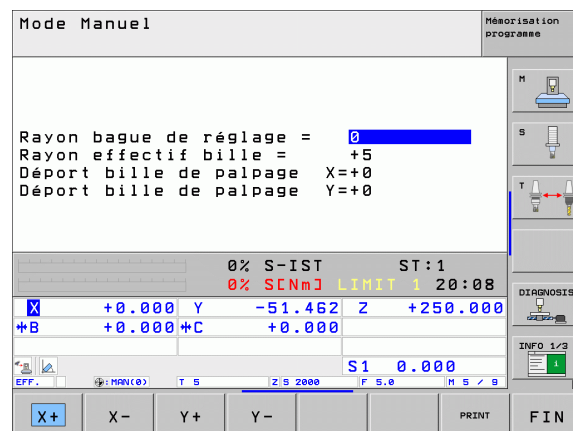 Mode Manuel
Mémorisation
programme
Rayon bague de réglage = 0
Rayon effectif bille = +5
Déport bille de palpage X=+0
Déport bille de palpage Y=+0
M
S
T
0% S-IST ST:1
0% S[Nm] LIMIT 1 20:08
X +0.000 Y -51.462 Z +250.000
B +0.000 C +0.000
S1 0.000
EFF. : MAN(0) T 5 Z S 2000 F 5.0 M 5 / 9
DIAGNOSIS
INFO 1/3
X+ X- Y+ Y- PRINT FIN